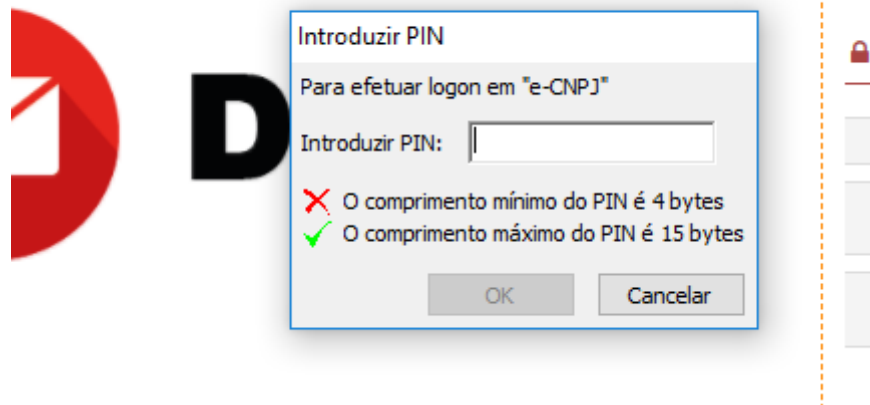 Introduzir PIN
D
Para efetuar logon em "e-CNPJ"
Introduzir PIN:
O comprimento mínimo do PIN é 4 bytes
O comprimento máximo do PIN é 15 bytes
OK
Cancelar